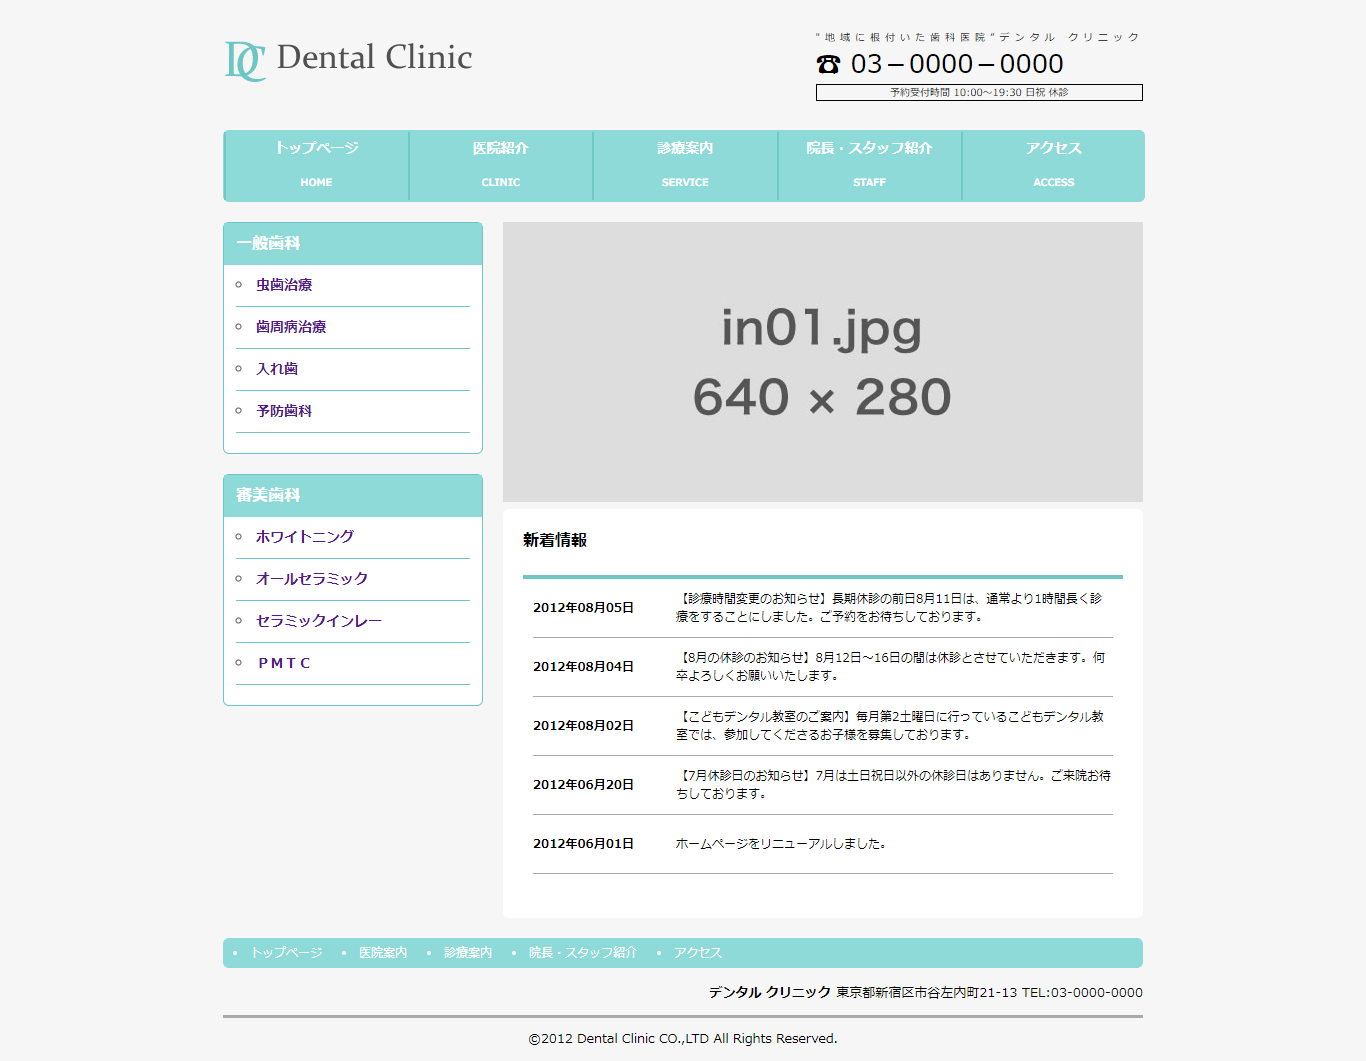 DC Dental Clinic
"地域に根付いた歯科医院"デンタル クリニック
☎ 03－0000－0000
予約受付時間 10:00～19:30 日祝 休診
トップページ 医院紹介 診療案内 院長・スタッフ紹介 アクセス
HOME CLINIC SERVICE STAFF ACCESS
一般歯科
虫歯治療
歯周病治療
入れ歯
予防歯科
審美歯科
ホワイトニング
オールセラミック
セラミックインレー
ＰＭＴＣ
in01.jpg
640 × 280
新着情報
2012年08月05日
【診療時間変更のお知らせ】長期休診の前日8月11日は、通常より1時間長く診
療をすることにしました。ご予約をお待ちしております。
2012年08月04日
【8月の休診のお知らせ】8月12日～16日の間は休診とさせていただきます。何
卒よろしくお願いいたします。
2012年08月02日
【こどもデンタル教室のご案内】毎月第2土曜日に行っているこどもデンタル教
室では、参加してくださるお子様を募集しております。
2012年06月20日
【7月休診日のお知らせ】7月は土日祝日以外の休診日はありません。ご来院お待
ちしております。
2012年06月01日
ホームページをリニューアルしました。
トップページ 医院案内 診療案内 院長・スタッフ紹介 アクセス
デンタル クリニック 東京都新宿区市谷左内町21-13 TEL:03-0000-0000
©2012 Dental Clinic CO.,LTD All Rights Reserved.